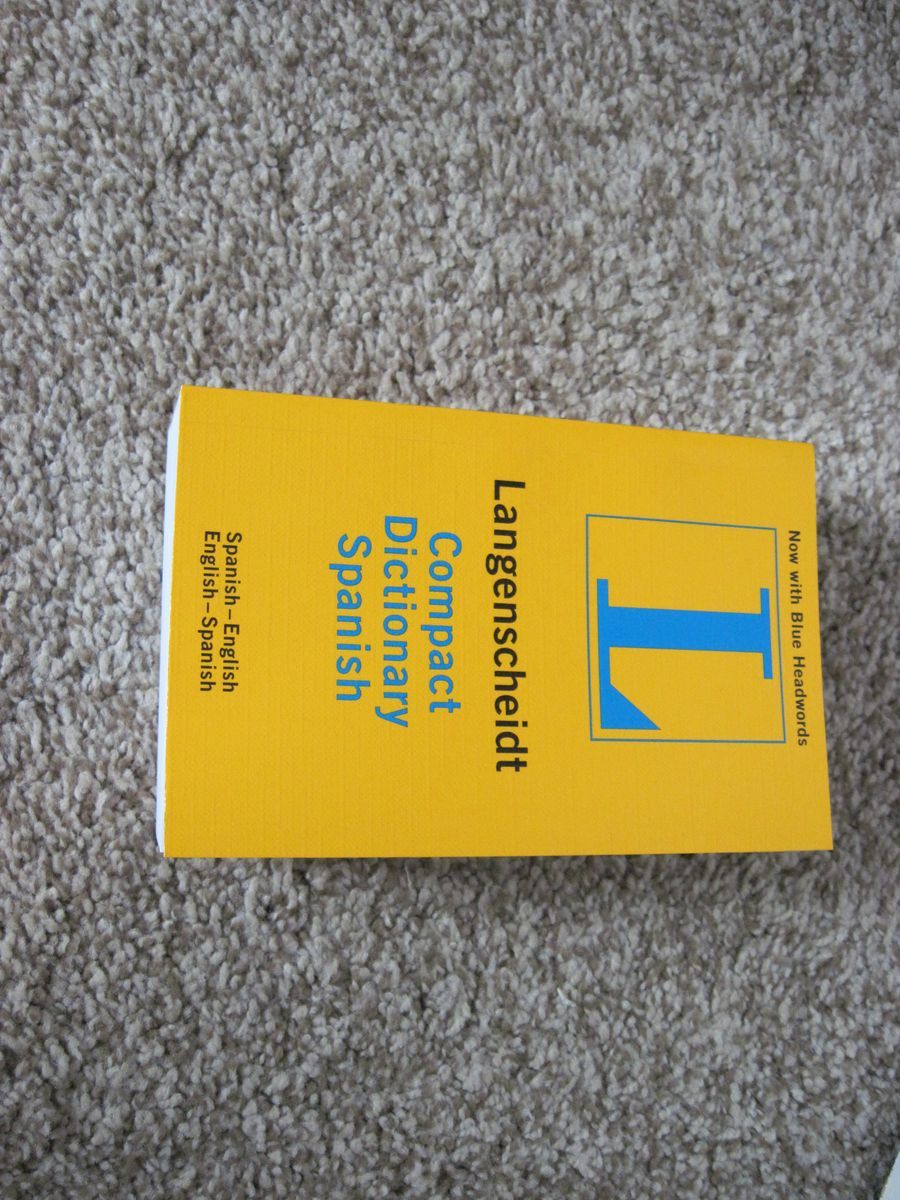 Now with Blue Headwords
L
Langenscheidt
Compact
Dictionary
Spanish
Spanish–English
English–Spanish